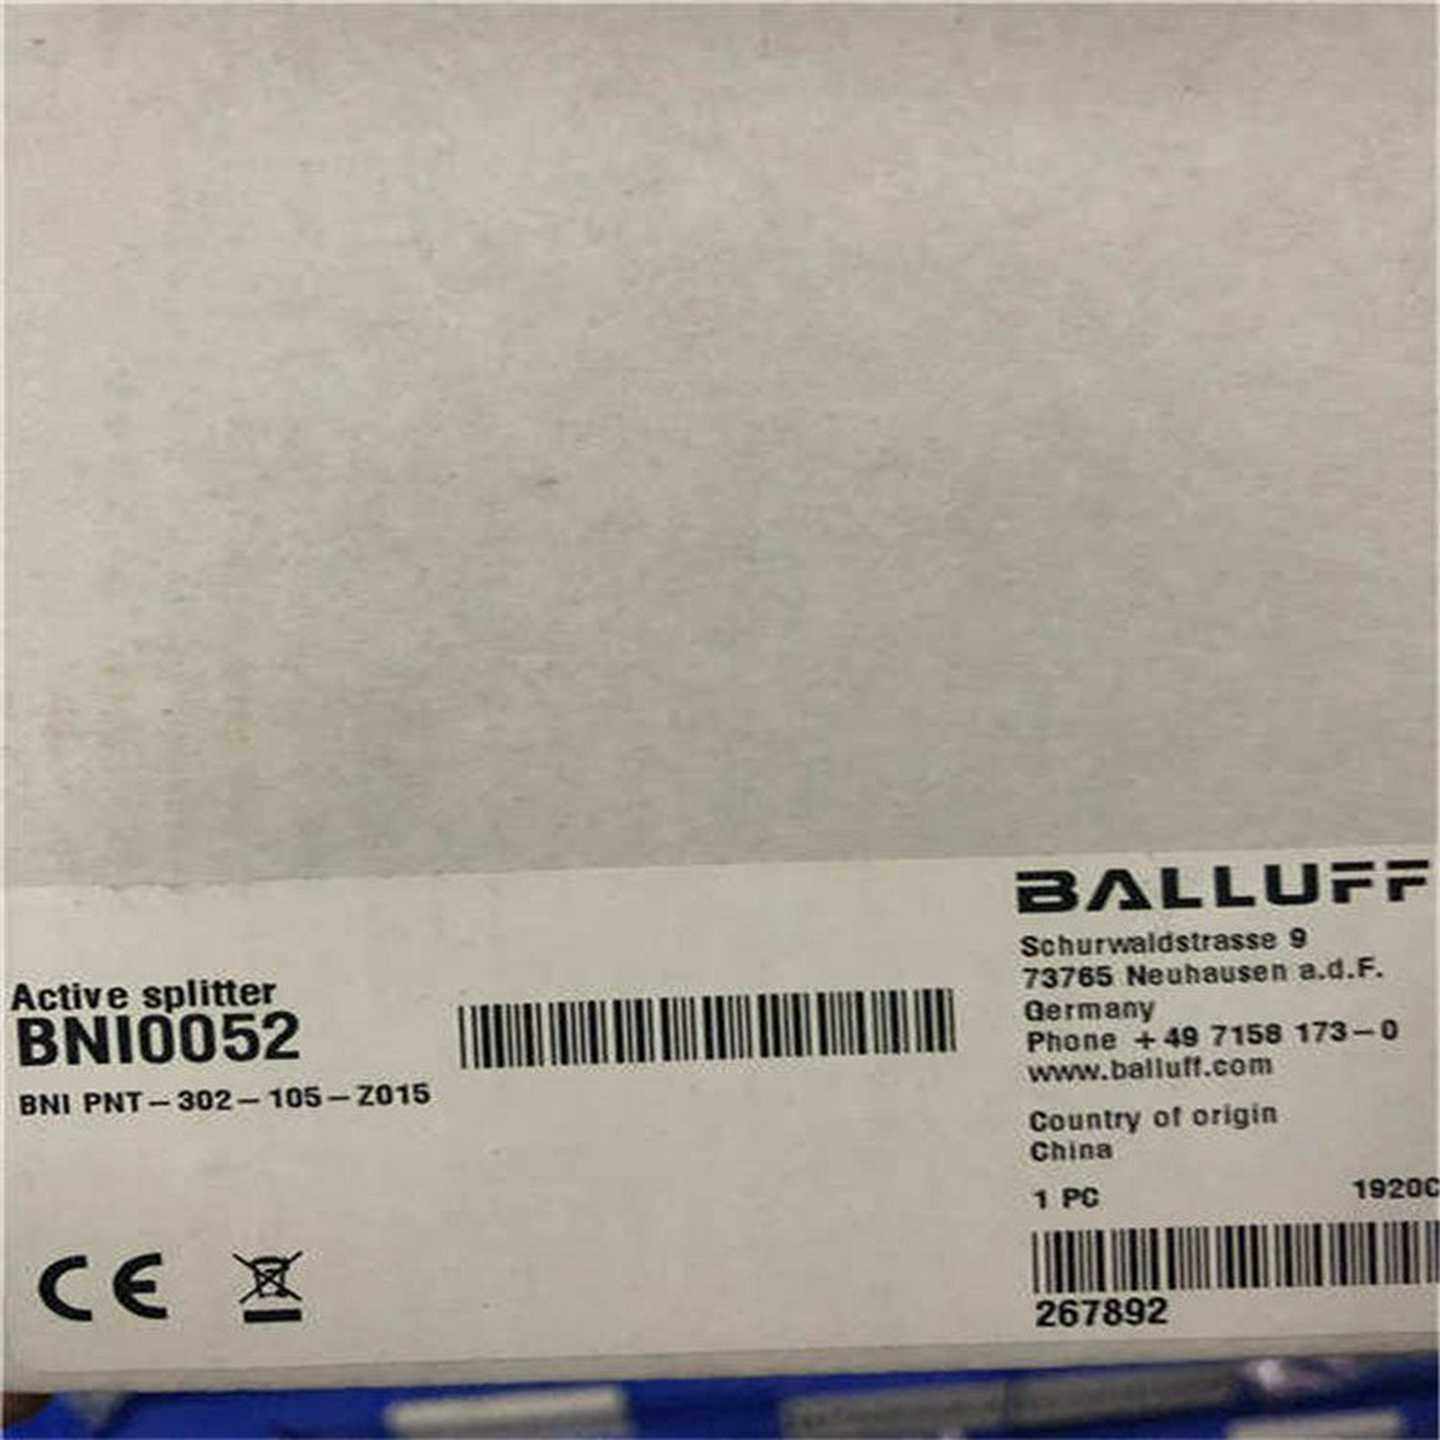 Active splitter
BNI0052
BNI PNT-302-105-Z015
BALLUFF
Schurwaldstrasse 9
73765 Neuhausen a.d.F.
Germany
Phone +49 7158 173-0
www.balluff.com
Country of origin
China
1 PC 1920C
267892
CE